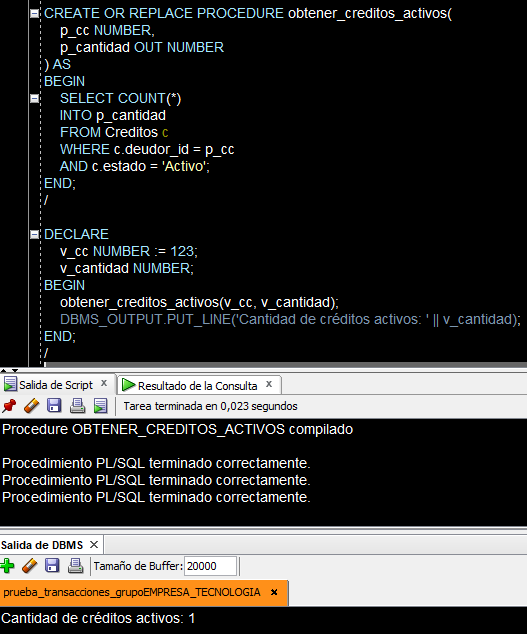 CREATE OR REPLACE PROCEDURE obtener_creditos_activos(
p_cc NUMBER,
p_cantidad OUT NUMBER
) AS
BEGIN
SELECT COUNT(*)
INTO p_cantidad
FROM Creditos c
WHERE c.deudor_id = p_cc
AND c.estado = 'Activo';
END;
/
DECLARE
v_cc NUMBER := 123;
v_cantidad NUMBER;
BEGIN
obtener_creditos_activos(v_cc, v_cantidad);
DBMS_OUTPUT.PUT_LINE('Cantidad de créditos activos: ' || v_cantidad);
END;
/
Salida de Script x Resultado de la Consulta x
Tarea terminada en 0,023 segundos
Procedure OBTENER_CREDITOS_ACTIVOS compilado
Procedimiento PL/SQL terminado correctamente.
Procedimiento PL/SQL terminado correctamente.
Procedimiento PL/SQL terminado correctamente.
Salida de DBMS x
Tamaño de Buffer: 20000
prueba_transacciones_grupoEMPRESA_TECNOLOGIA x
Cantidad de créditos activos: 1